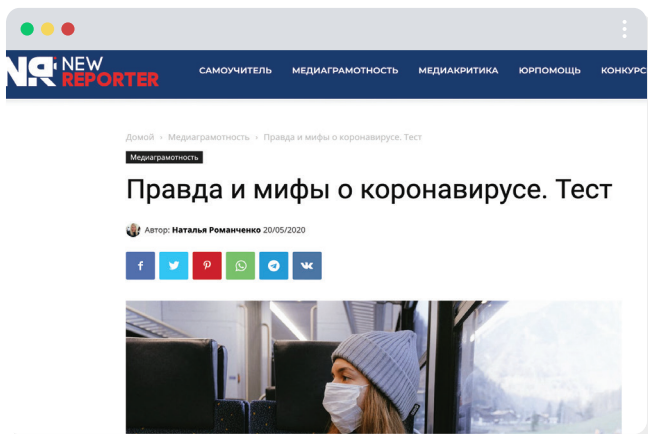 NR NEW
REPORTER
САМОУЧИТЕЛЬ МЕДИАГРАМОТНОСТЬ МЕДИАКРИТИКА ЮРПОМОЩЬ КОНКУРС
Домой › Медиаграмотность › Правда и мифы о коронавирусе. Тест
Медиаграмотность
Правда и мифы о коронавирусе. Тест
Автор: Наталья Романченко 20/05/2020